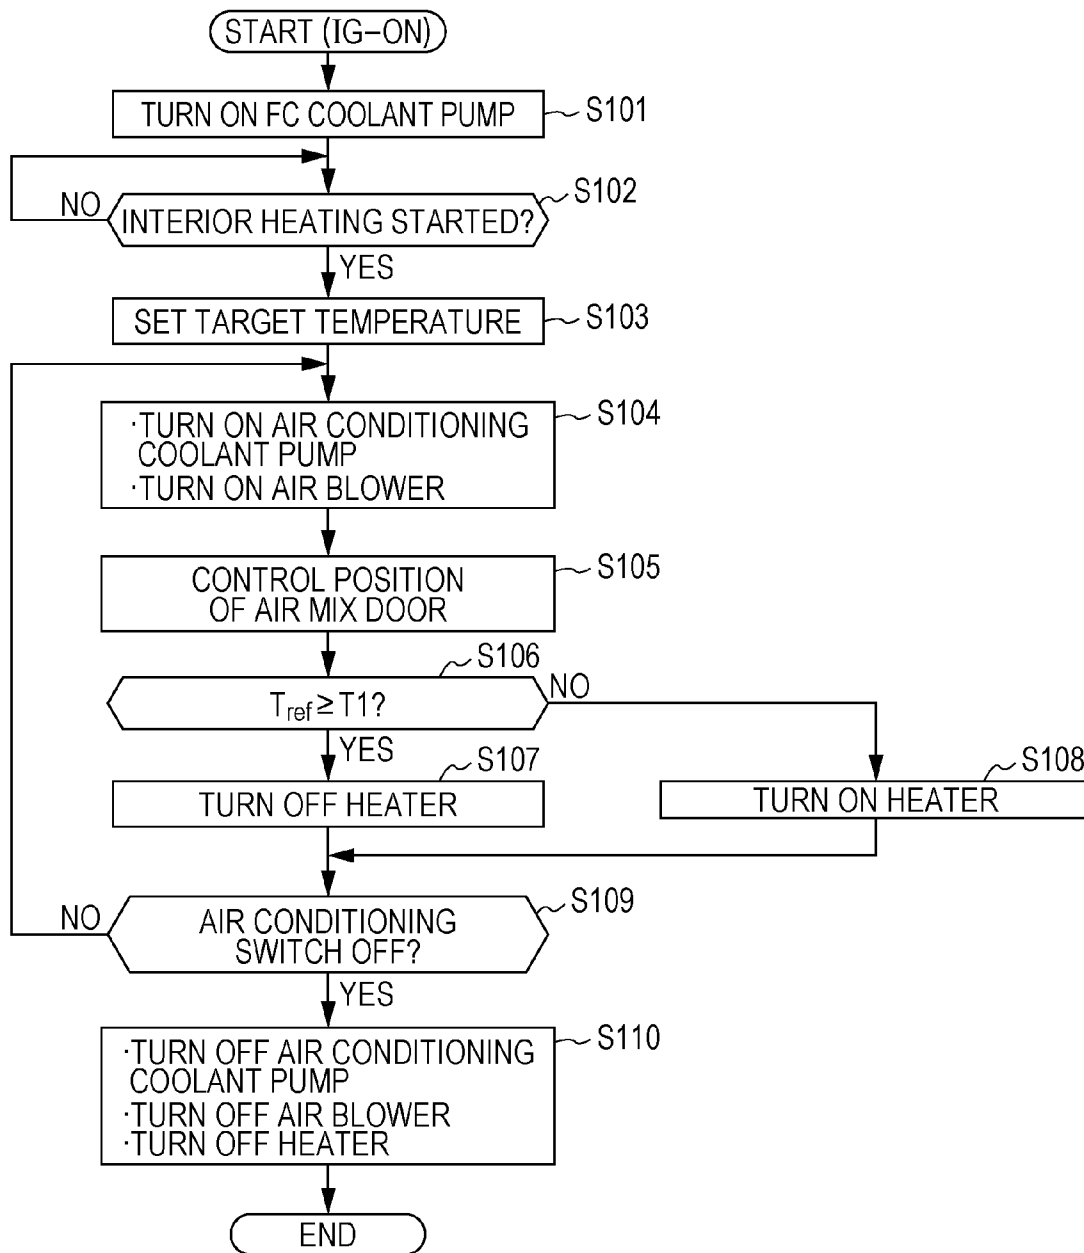 START (IG-ON)
TURN ON FC COOLANT PUMP
S101
S102
NO
INTERIOR HEATING STARTED?
YES
SET TARGET TEMPERATURE
S103
S104
·TURN ON AIR CONDITIONING
COOLANT PUMP
·TURN ON AIR BLOWER
S105
CONTROL POSITION
OF AIR MIX DOOR
S106
Tref ≥ T1?
NO
YES
S107
TURN OFF HEATER
S108
TURN ON HEATER
S109
NO
AIR CONDITIONING
SWITCH OFF?
YES
S110
·TURN OFF AIR CONDITIONING
COOLANT PUMP
·TURN OFF AIR BLOWER
·TURN OFF HEATER
END